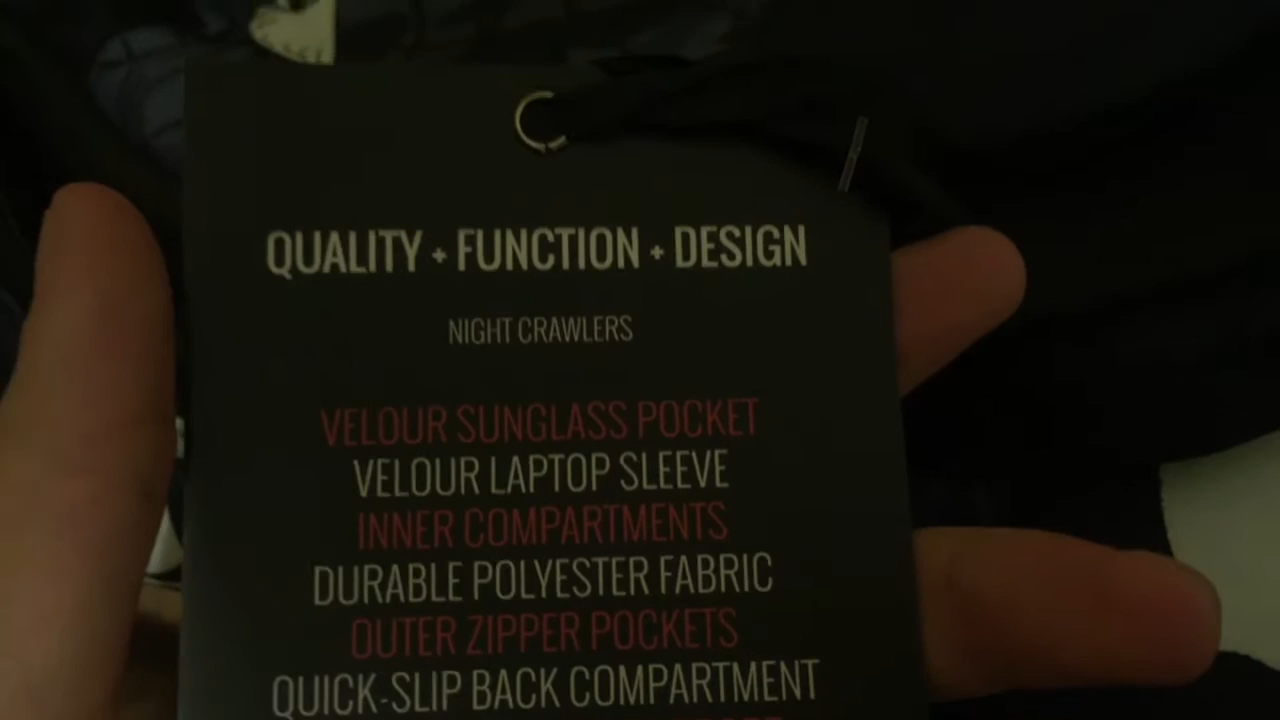 QUALITY + FUNCTION + DESIGN
NIGHT CRAWLERS
VELOUR SUNGLASS POCKET
VELOUR LAPTOP SLEEVE
INNER COMPARTMENTS
DURABLE POLYESTER FABRIC
OUTER ZIPPER POCKETS
QUICK-SLIP BACK COMPARTMENT